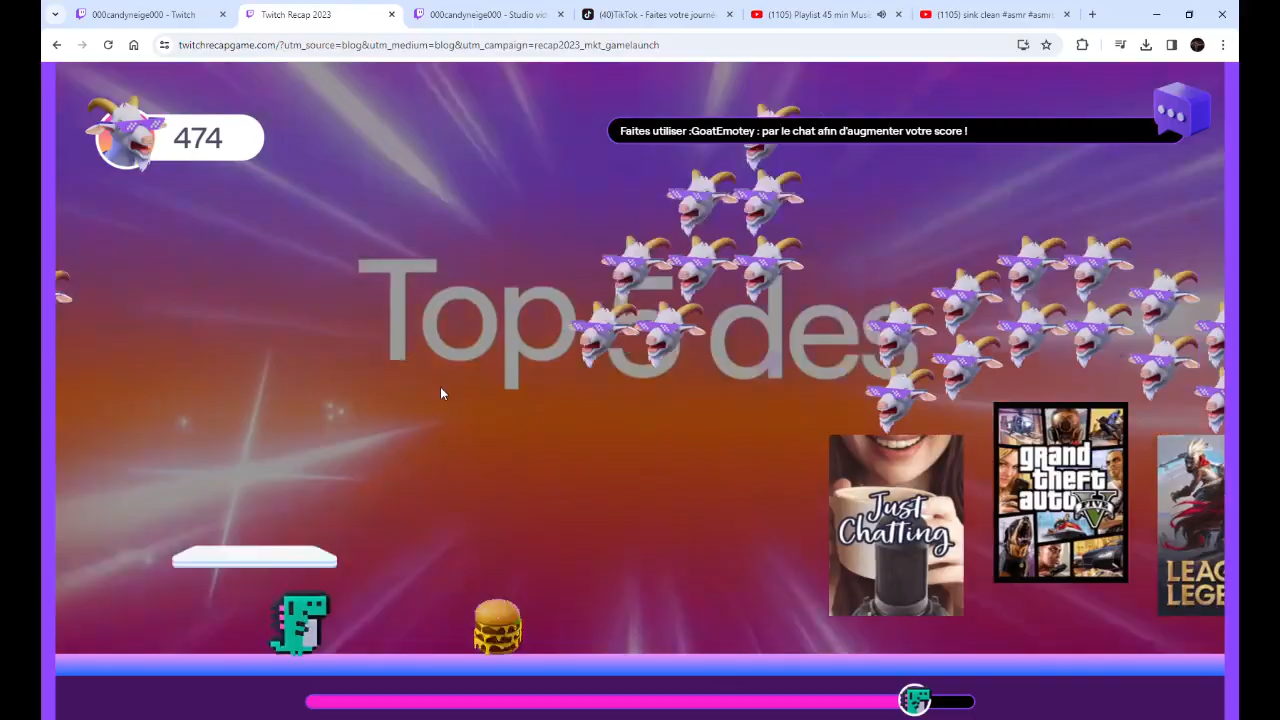 000candyneige000 - Twitch
Twitch Recap 2023
000candyneige000 - Studio vid
(40)TikTok - Faites votre journé
(1105) Playlist 45 min Mus
(1105) sink clean #asmr #asmr
twitchrecapgame.com/?utm_source=blog&utm_medium=blog&utm_campaign=recap2023_mkt_gamelaunch
474
Faites utiliser :GoatEmotey : par le chat afin d'augmenter votre score !
Top 5 des
Just
Chatting
grand
theft
auto V
FIVE
LEAG
LEGE